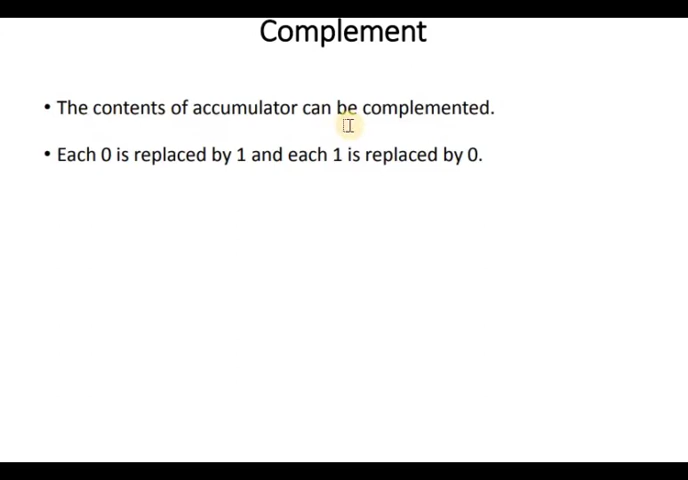 Complement
• The contents of accumulator can be complemented.
• Each 0 is replaced by 1 and each 1 is replaced by 0.